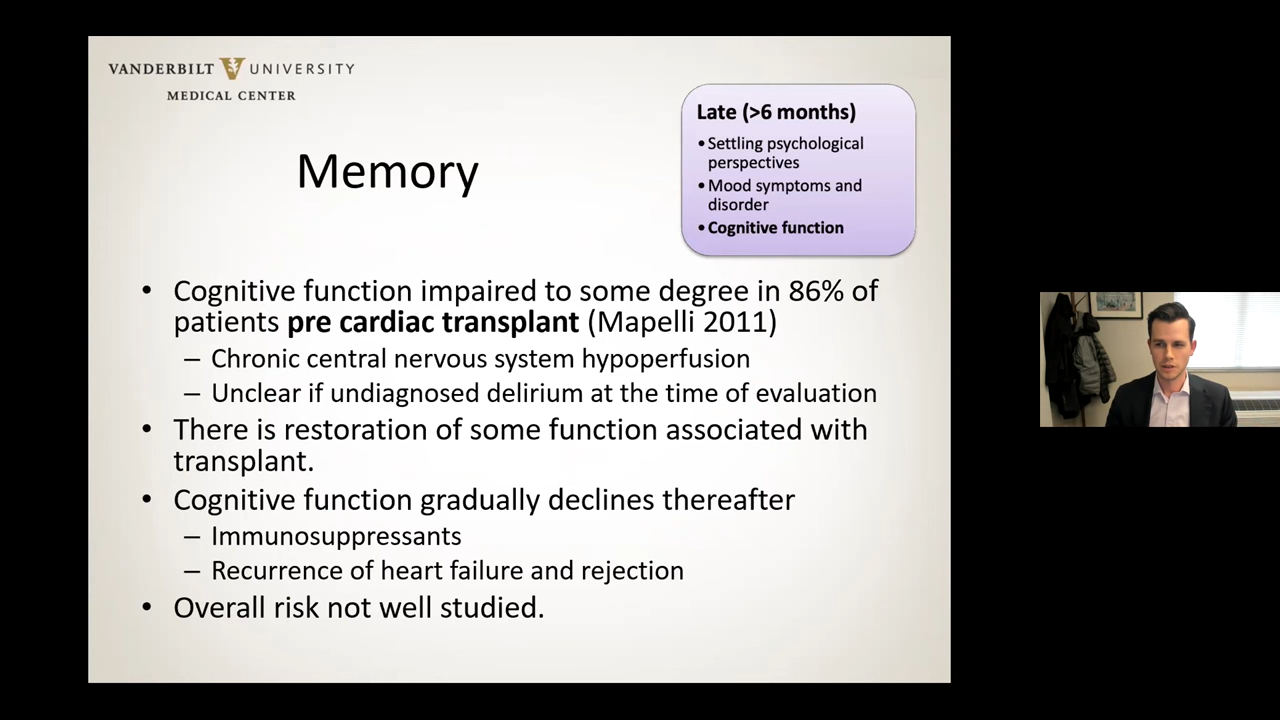 VANDERBILT UNIVERSITY
MEDICAL CENTER
Late (>6 months)
• Settling psychological
perspectives
• Mood symptoms and
disorder
• Cognitive function
Memory
• Cognitive function impaired to some degree in 86% of
patients pre cardiac transplant (Mapelli 2011)
– Chronic central nervous system hypoperfusion
– Unclear if undiagnosed delirium at the time of evaluation
• There is restoration of some function associated with
transplant.
• Cognitive function gradually declines thereafter
– Immunosuppressants
– Recurrence of heart failure and rejection
• Overall risk not well studied.